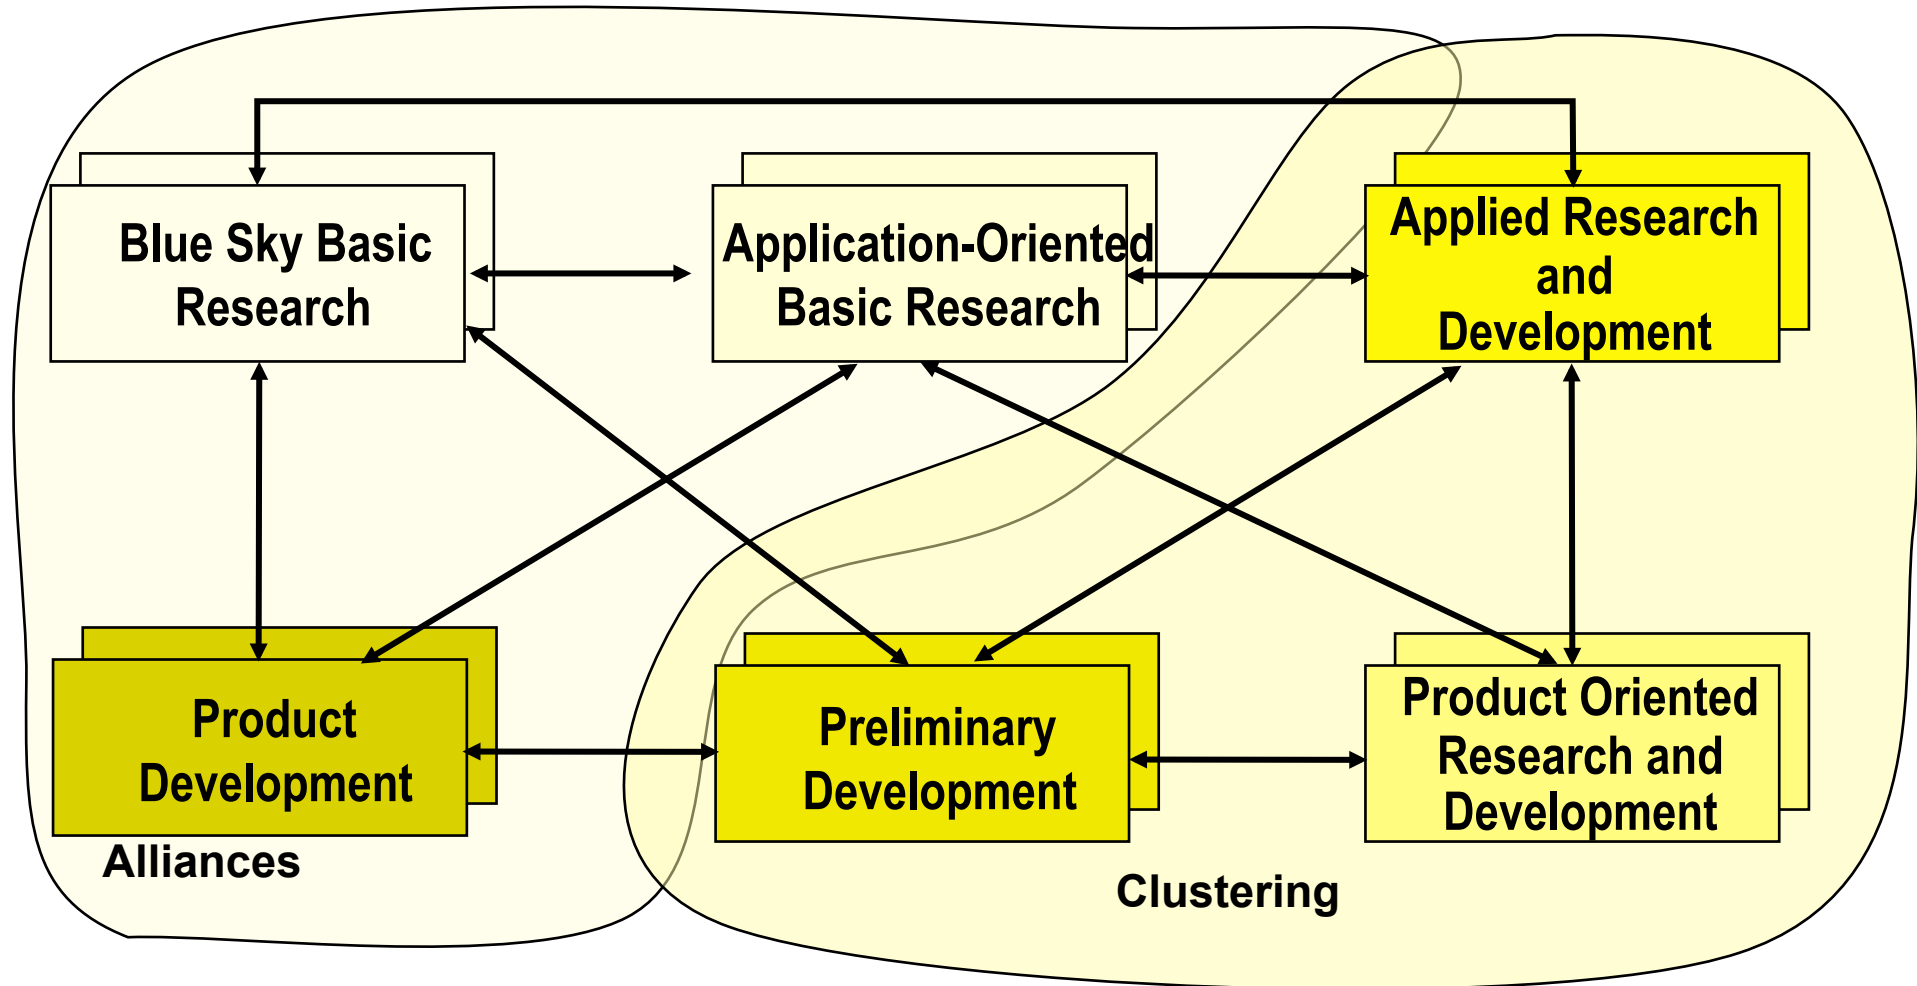 Blue Sky Basic
Research
Application-Oriented
Basic Research
Applied Research
and
Development
Product
Development
Preliminary
Development
Product Oriented
Research and
Development
Alliances
Clustering